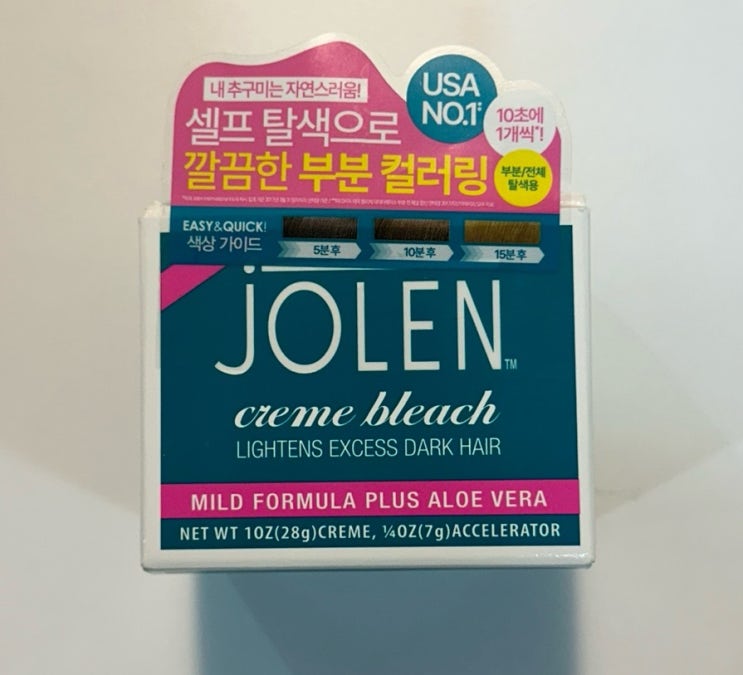 내 추구미는 자연스러움!
셀프 탈색으로
깔끔한 부분 컬러링
USA
NO.1
10초에
1개씩*!
부분/전체
탈색용
EASY&QUICK!
색상 가이드
5분 후
10분 후
15분 후
JOLEN™
creme bleach
LIGHTENS EXCESS DARK HAIR
MILD FORMULA PLUS ALOE VERA
NET WT 1OZ(28g)CREME, ¼OZ(7g)ACCELERATOR